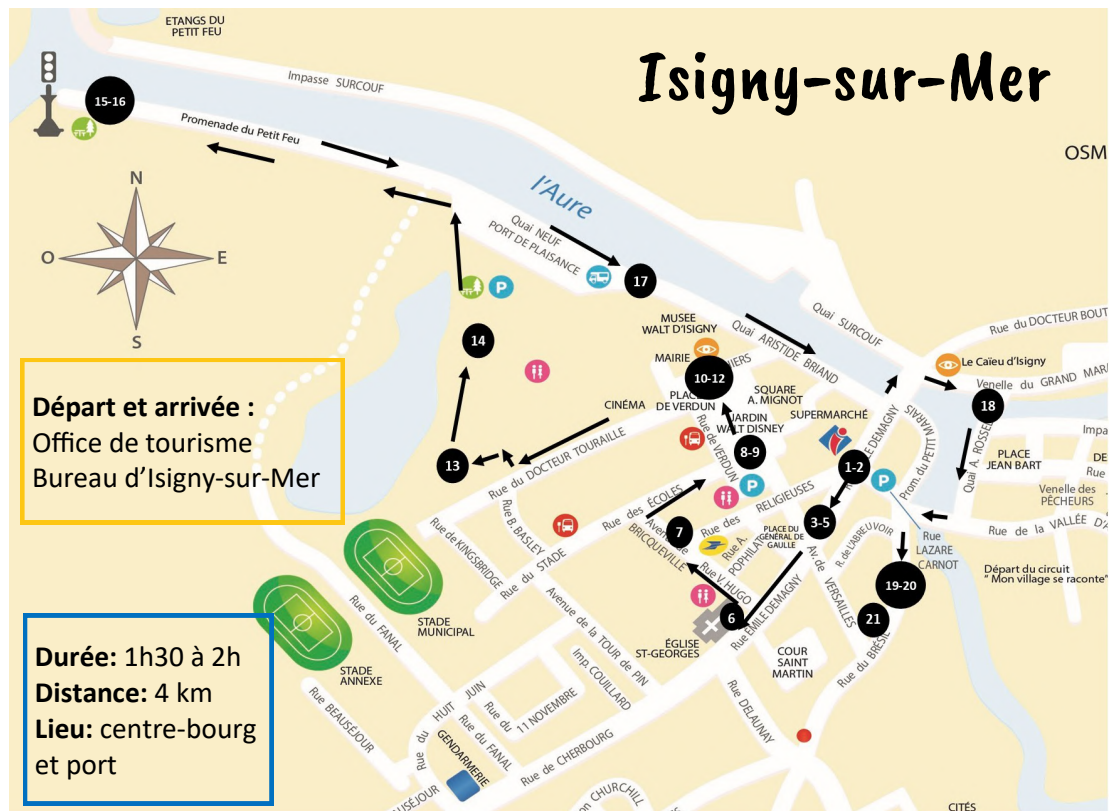 ETANGS DU
PETIT FEU
Isigny-sur-Mer
Impasse SURCOUF
15-16
Promenade du Petit Feu
OSM
N
O
E
S
l'Aure
Quai NEUF
PORT DE PLAISANCE
17
Quai SURCOUF
Rue du DOCTEUR BOUT
MUSEE
WALT D'ISIGNY
Quai ARISTIDE BRIAND
Le Caïeu d'Isigny
Venelle du GRAND MARE
14
P
MAIRIE
10-12
SQUARE
A. MIGNOT
18
Départ et arrivée :
Office de tourisme
Bureau d'Isigny-sur-Mer
CINÉMA
DE VERDUN
SUPERMARCHÉ
JARDIN
WALT DISNEY
8-9
1-2
Prom. du PETIT MARAIS
Quai A. ROSSEL
Impa
PLACE
JEAN BART
DE
Rue
Venelle des
PÊCHEURS
13
Rue du DOCTEUR TOURAILLE
Rue de VERDUN
P
P
Rue des ÉCOLES
RELIGIEUSES
Rue des
3-5
PLACE DU
GÉNÉRAL DE
GAULLE
R. de L'ABREUVOIR
Rue de la VALLÉE D'A
Rue
LAZARE
CARNOT
Rue de KINGSBRIDGE
Rue B. BASLEY
Rue du STADE
7
BRICQUEVILLE
Rue A.
Rue V. HUGO
Av. de VERSAILLES
19-20
Départ du circuit
" Mon village se raconte"
Rue du FANAL
STADE
MUNICIPAL
Avenue de la TOUR de PIN
6
Rue EMILE DEMAGNY
21
ÉGLISE
ST-GEORGES
COUR
SAINT
MARTIN
Rue du BRÉSIL
STADE
ANNEXE
Imp. COUILLARD
Durée: 1h30 à 2h
Distance: 4 km
Lieu: centre-bourg
et port
Rue BEAUSÉJOUR
Rue du HUIT JUIN
Rue du
11 NOVEMBRE
Rue du FANAL
Rue DELAUNAY
GENDARMERIE
Rue de CHERBOURG
CHURCHILL
CITÉS